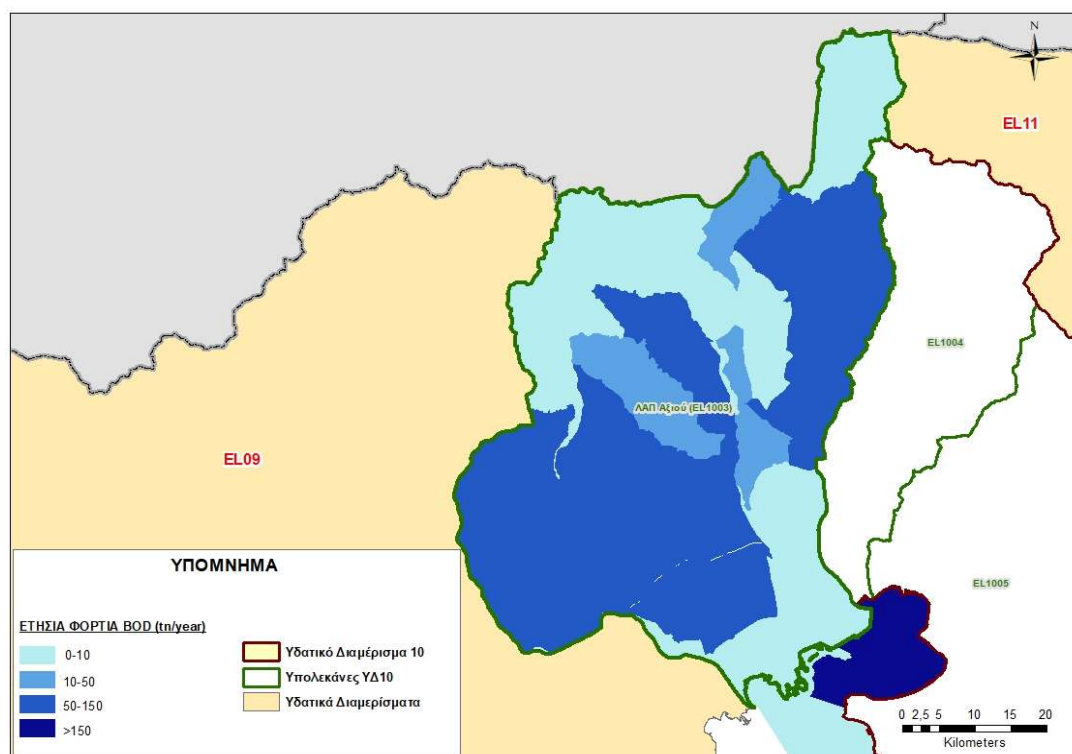 N
EL11
EL1004
ΛΑΠ Αξιού (EL1003)
EL09
EL1005
ΥΠΟΜΝΗΜΑ
ΕΤΗΣΙΑ ΦΟΡΤΙΑ BOD (tn/year)
0-10
10-50
50-150
>150
Υδατικό Διαμέρισμα 10
Υπολεκάνες ΥΔ10
Υδατικά Διαμερίσματα
0 2,5 5 10 15 20
Kilometers